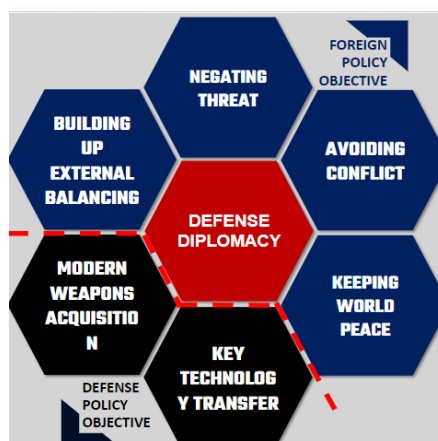 FOREIGN
POLICY
OBJECTIVE
NEGATING
THREAT
BUILDING
UP
EXTERNAL
BALANCING
AVOIDING
CONFLICT
DEFENSE
DIPLOMACY
MODERN
WEAPONS
ACQUISITIO
N
KEEPING
WORLD
PEACE
KEY
TECHNOLOG
Y TRANSFER
DEFENSE
POLICY
OBJECTIVE